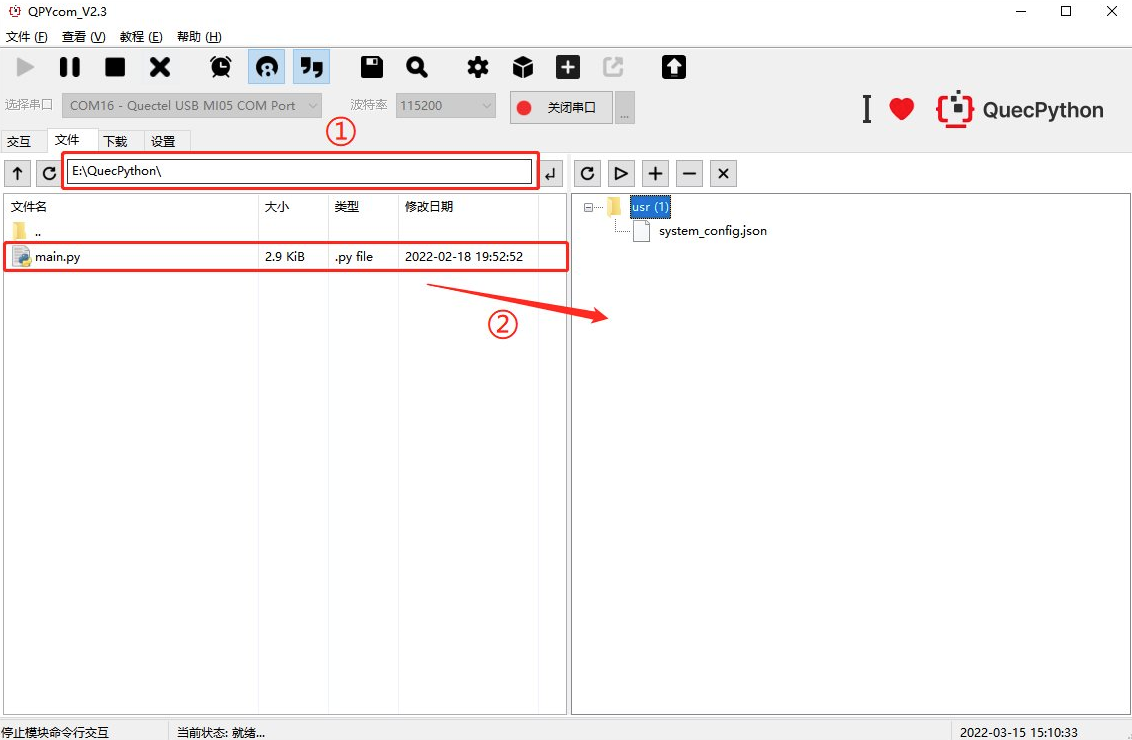 QPYcom_V2.3
文件 (F) 查看 (V) 教程 (E) 帮助 (H)
选择串口 COM16 - Quectel USB MI05 COM Port 波特率 115200 关闭串口 ... I QuecPython
交互 文件 下载 设置
①
E:\QuecPython\
文件名 大小 类型 修改日期
..
main.py 2.9 KiB .py file 2022-02-18 19:52:52
②
usr (1)
system_config.json
停止模块命令行交互 当前状态: 就绪... 2022-03-15 15:10:33